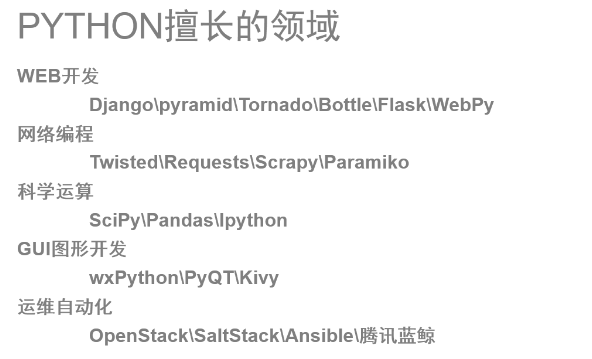 PYTHON擅长的领域
WEB开发
Django\pyramid\Tornado\Bottle\Flask\WebPy
网络编程
Twisted\Requests\Scrapy\Paramiko
科学运算
SciPy\Pandas\Ipython
GUI图形开发
wxPython\PyQT\Kivy
运维自动化
OpenStack\SaltStack\Ansible\腾讯蓝鲸